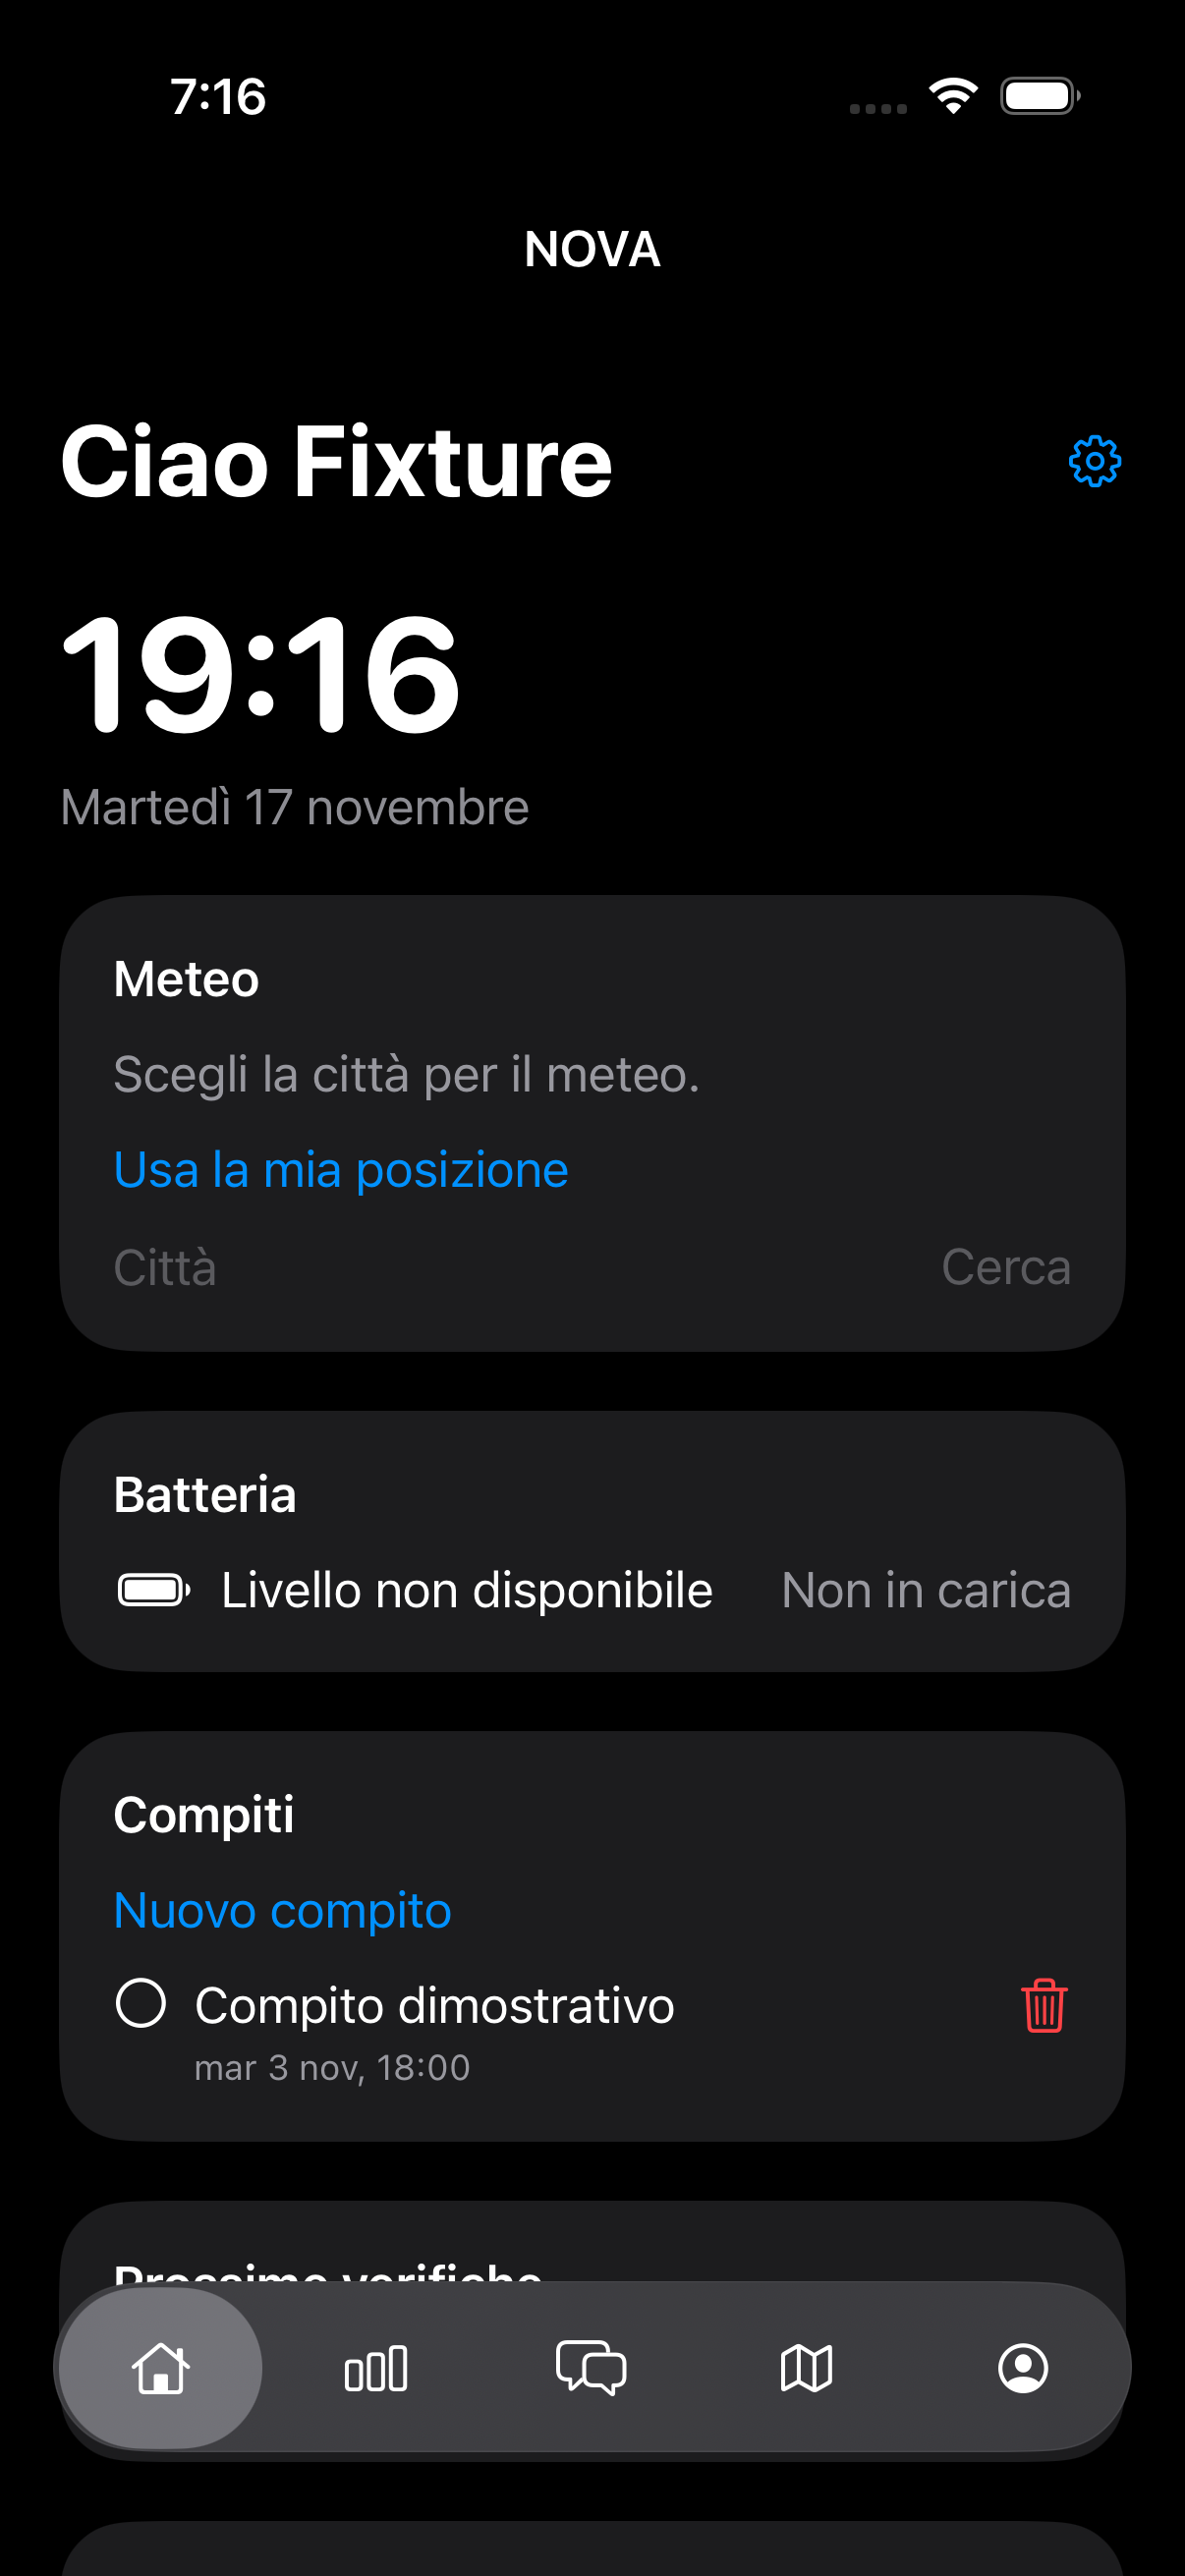 7:16
NOVA
Ciao Fixture
19:16
Martedì 17 novembre
Meteo
Scegli la città per il meteo.
Usa la mia posizione
Città Cerca
Batteria
Livello non disponibile Non in carica
Compiti
Nuovo compito
Compito dimostrativo
mar 3 nov, 18:00
Prossime verifiche